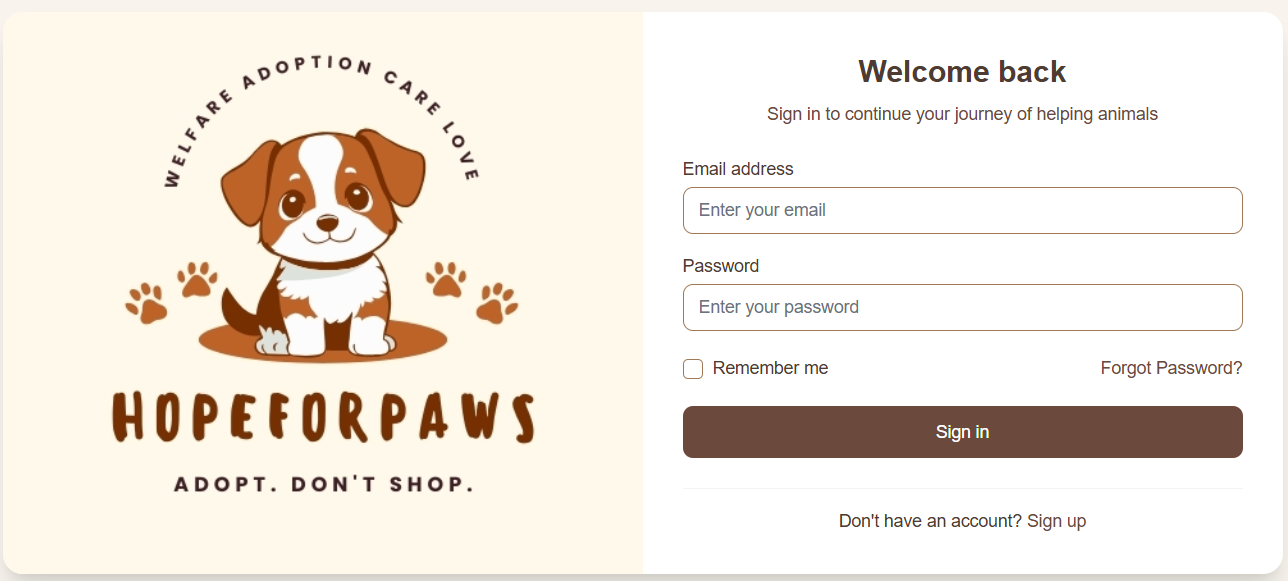 WELFARE ADOPTION CARE LOVE
HOPEFORPAWS
ADOPT. DON'T SHOP.
Welcome back
Sign in to continue your journey of helping animals
Email address
Enter your email
Password
Enter your password
Remember me
Forgot Password?
Sign in
Don't have an account? Sign up